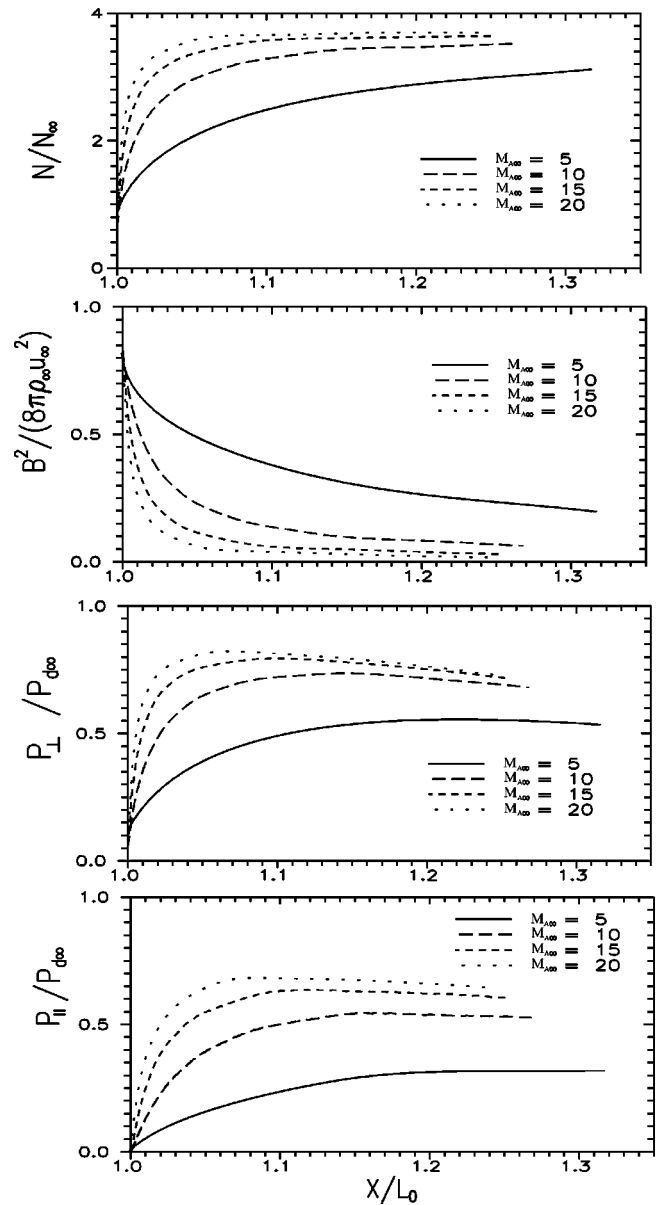 4
2
0
N/N∞
M_A∞ = 5
M_A∞ = 10
M_A∞ = 15
M_A∞ = 20
1.0 1.1 1.2 1.3
1.0
0.5
0.0
B²/(8πρ∞u∞²)
M_A∞ = 5
M_A∞ = 10
M_A∞ = 15
M_A∞ = 20
1.0 1.1 1.2 1.3
1.0
0.5
0.0
P⊥ /P_d∞
M_A∞ = 5
M_A∞ = 10
M_A∞ = 15
M_A∞ = 20
1.0 1.1 1.2 1.3
1.0
0.5
0.0
P_II /P_d∞
M_A∞ = 5
M_A∞ = 10
M_A∞ = 15
M_A∞ = 20
1.0 1.1 1.2 1.3
X/L₀